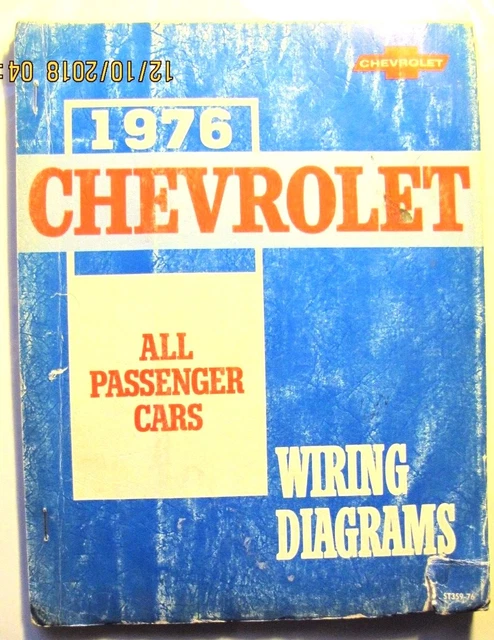 12/10/2018 04:
CHEVROLET
1976
CHEVROLET
ALL
PASSENGER
CARS
WIRING
DIAGRAMS
ST359-76